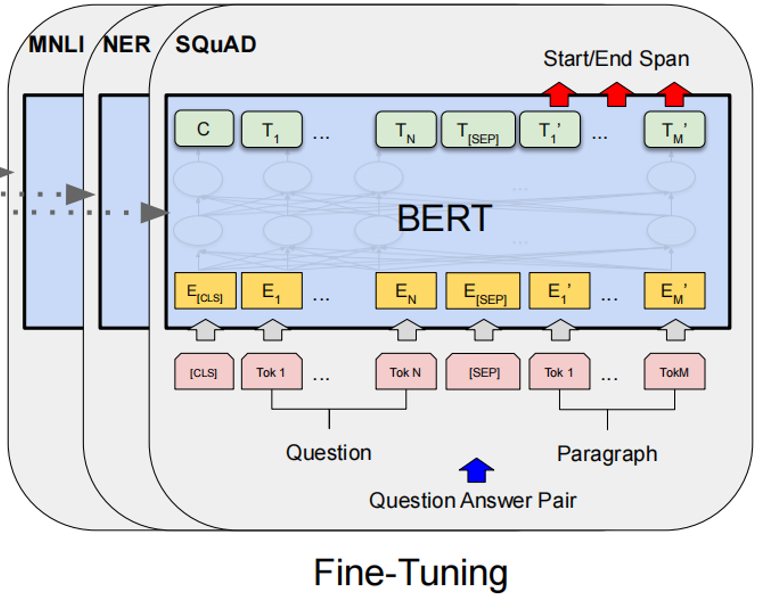 MNLI NER SQuAD
Start/End Span
C T1 ... TN T[SEP] T1' ... TM'
...
BERT
...
E[CLS] E1 ... EN E[SEP] E1' ... EM'
[CLS] Tok 1 ... Tok N [SEP] Tok 1 ... TokM
Question Paragraph
Question Answer Pair
Fine-Tuning